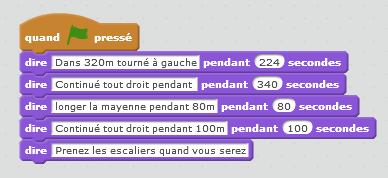 quand pressé
dire Dans 320m tourné à gauche pendant 224 secondes
dire Continué tout droit pendant pendant 340 secondes
dire longer la mayenne pendant 80m pendant 80 secondes
dire Continué tout droit pendant 100m pendant 100 secondes
dire Prenez les escaliers quand vous serez